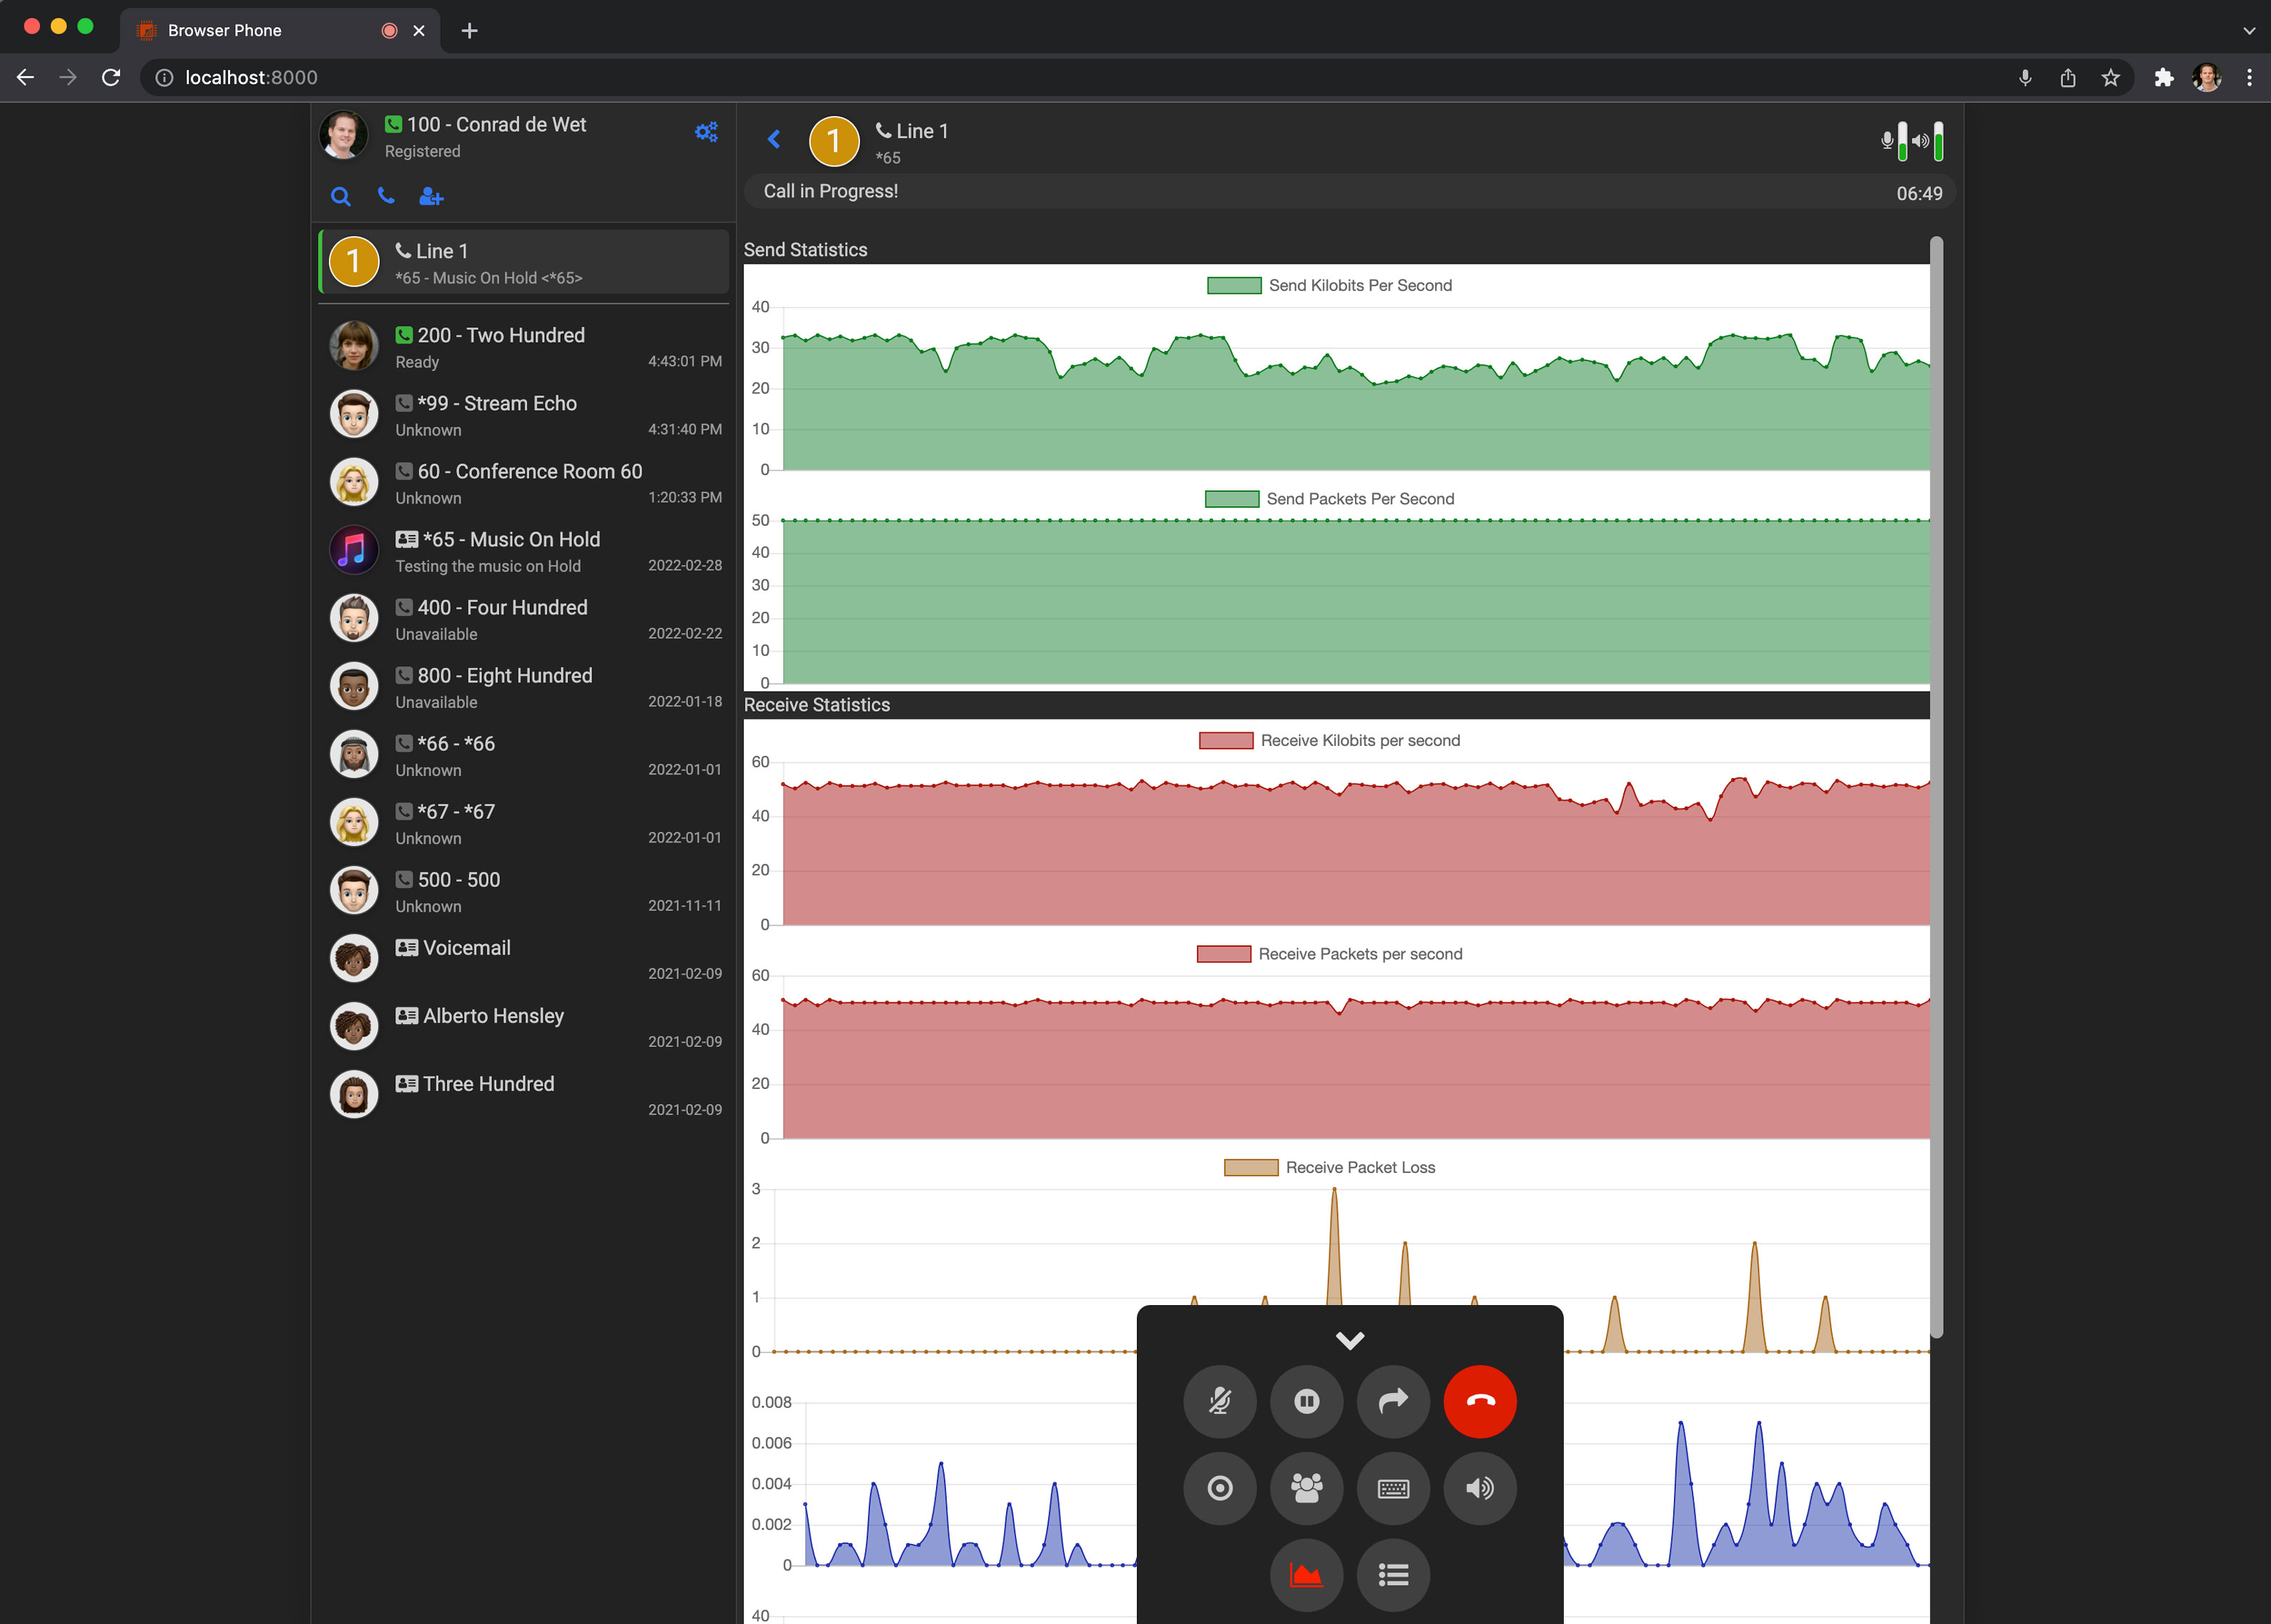 Browser Phone
localhost:8000
100 - Conrad de Wet
Registered
1
Line 1
*65 - Music On Hold <*65>
200 - Two Hundred
Ready
4:43:01 PM
*99 - Stream Echo
Unknown
4:31:40 PM
60 - Conference Room 60
Unknown
1:20:33 PM
*65 - Music On Hold
Testing the music on Hold
2022-02-28
400 - Four Hundred
Unavailable
2022-02-22
800 - Eight Hundred
Unavailable
2022-01-18
*66 - *66
Unknown
2022-01-01
*67 - *67
Unknown
2022-01-01
500 - 500
Unknown
2021-11-11
Voicemail
2021-02-09
Alberto Hensley
2021-02-09
Three Hundred
2021-02-09
1
Line 1
*65
Call in Progress!
06:49
Send Statistics
Send Kilobits Per Second
40
30
20
10
0
Send Packets Per Second
50
40
30
20
10
0
Receive Statistics
Receive Kilobits per second
60
40
20
0
Receive Packets per second
60
40
20
0
Receive Packet Loss
3
2
1
0
0.008
0.006
0.004
0.002
0
40